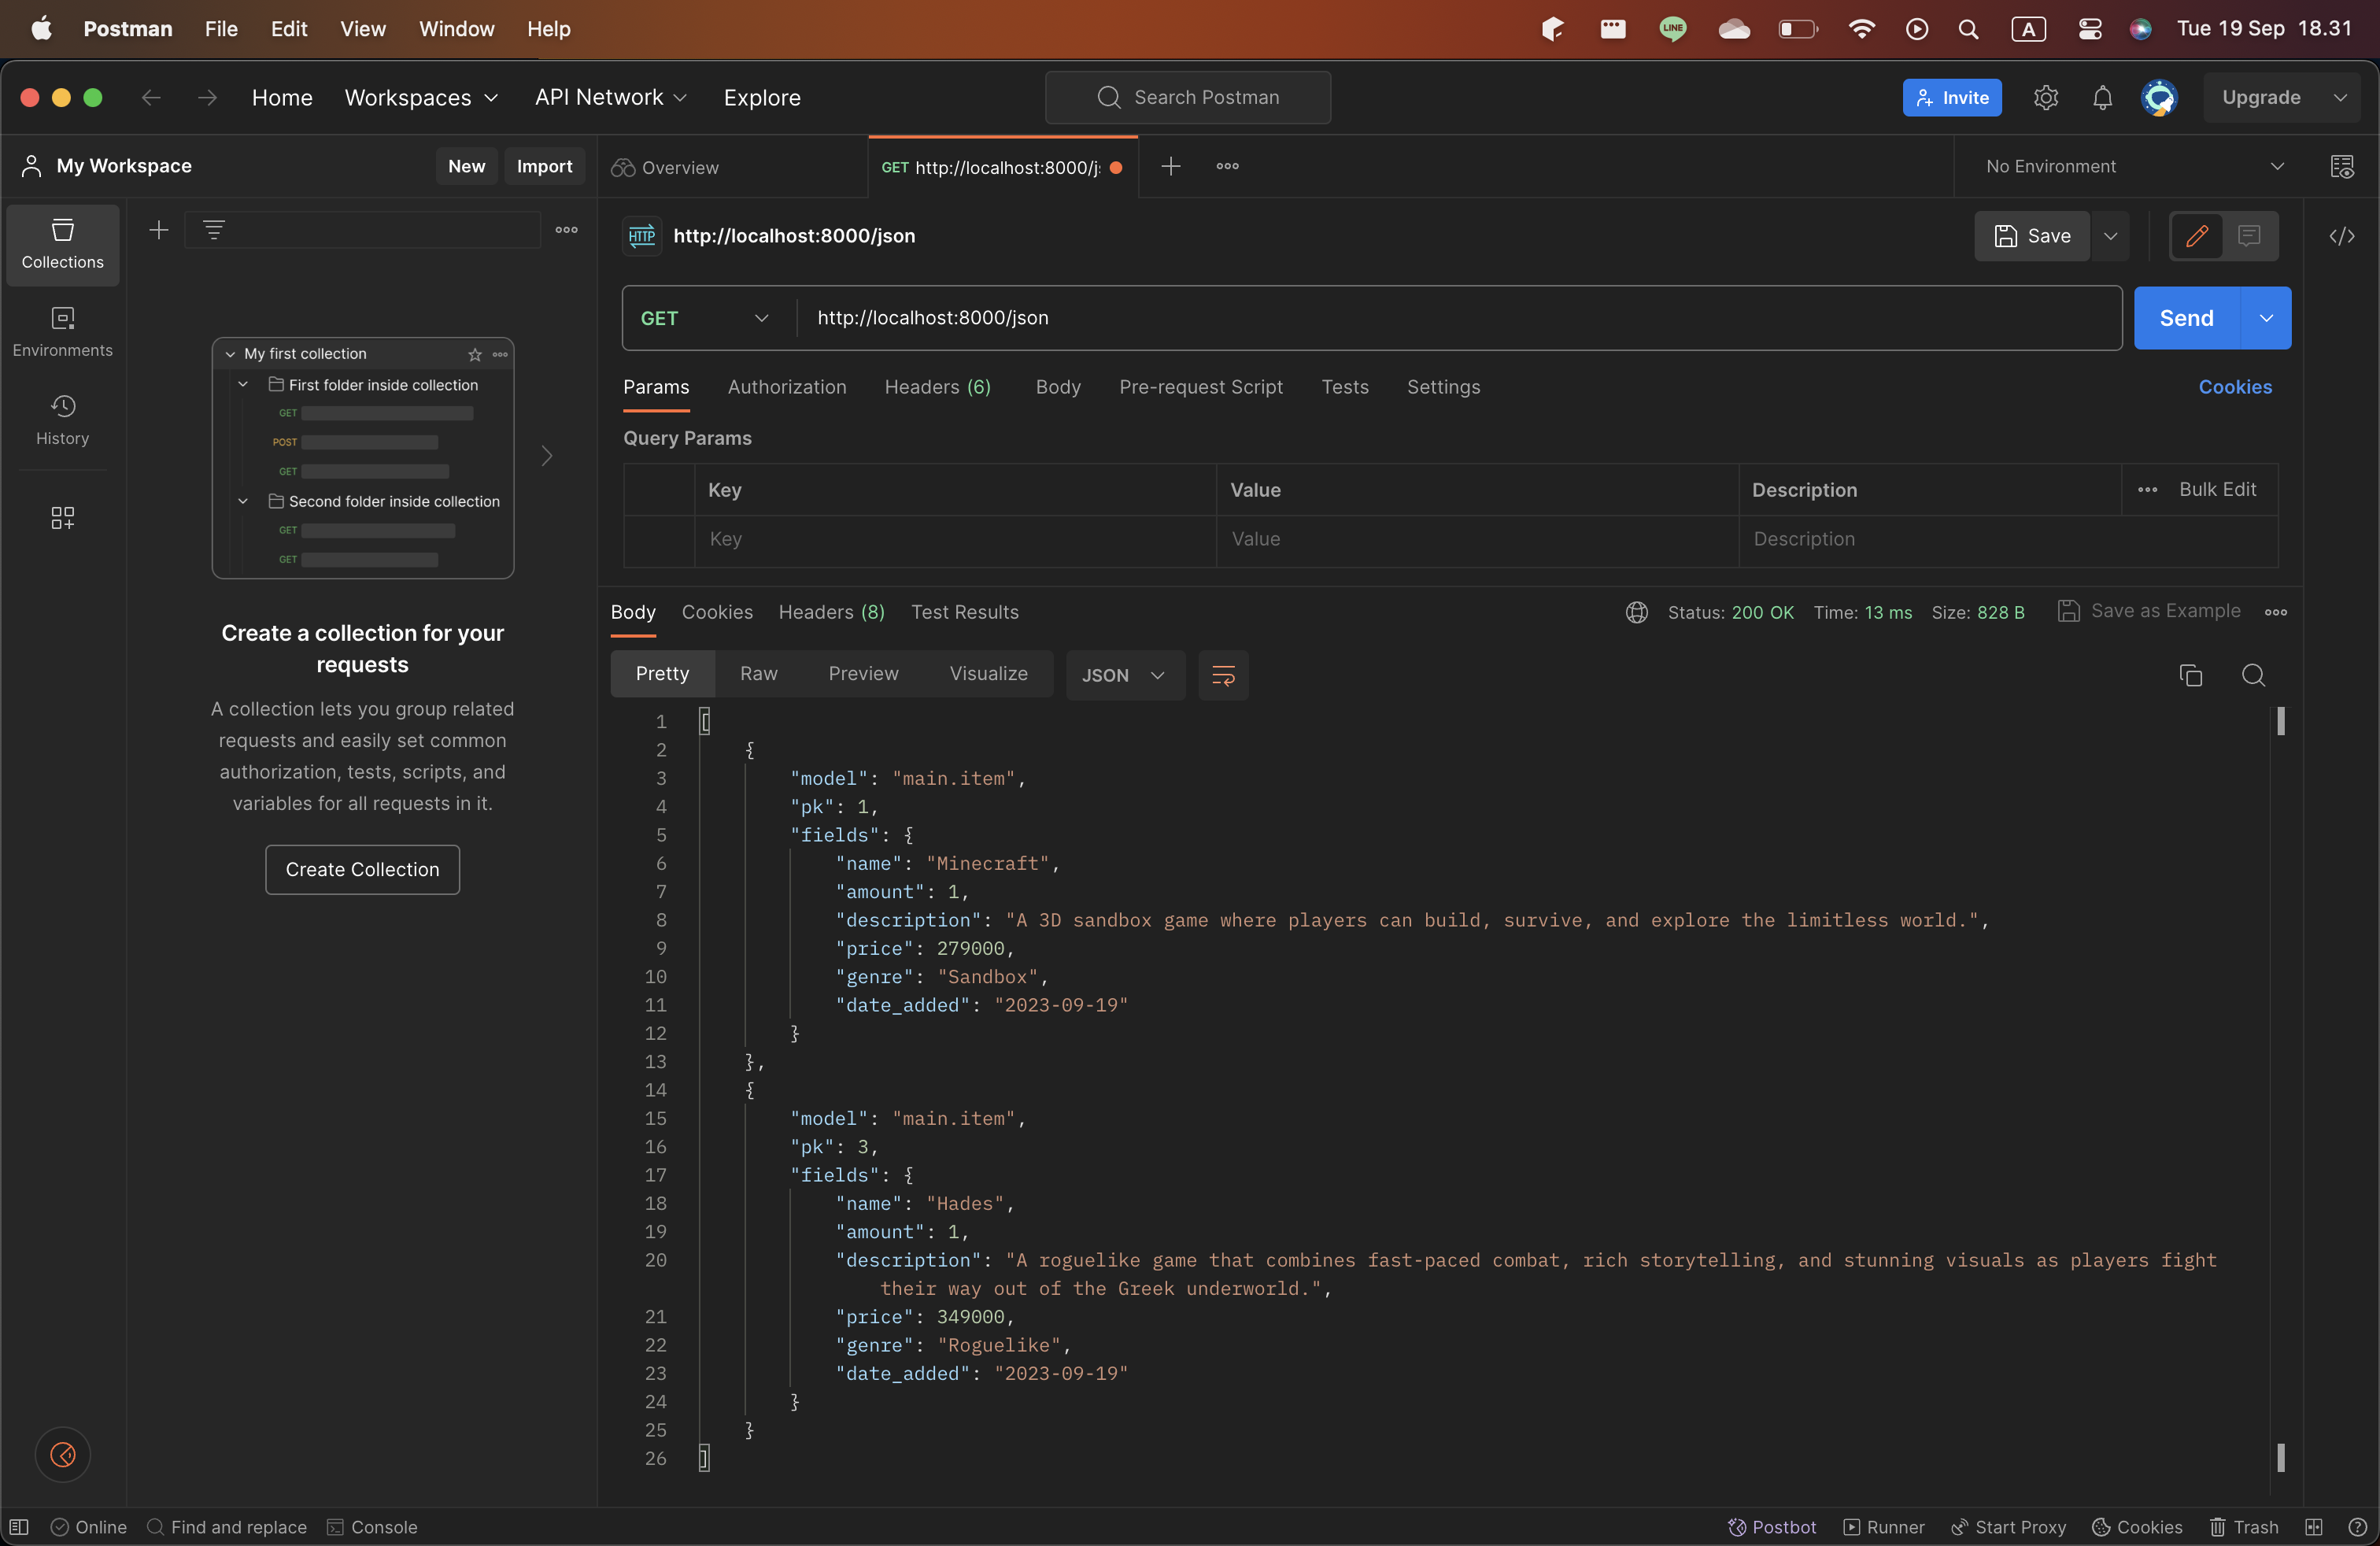 Postman File Edit View Window Help LINE A Tue 19 Sep 18.31
Home Workspaces API Network Explore Search Postman Invite Upgrade
My Workspace New Import Overview GET http://localhost:8000/j No Environment
Collections
Environments
History
My first collection
First folder inside collection
GET
POST
GET
Second folder inside collection
GET
GET
Create a collection for your
requests
A collection lets you group related
requests and easily set common
authorization, tests, scripts, and
variables for all requests in it.
Create Collection
HTTP http://localhost:8000/json Save
GET http://localhost:8000/json Send
Params Authorization Headers (6) Body Pre-request Script Tests Settings Cookies
Query Params
Key Value Description Bulk Edit
Key Value Description
Body Cookies Headers (8) Test Results Status: 200 OK Time: 13 ms Size: 828 B Save as Example
Pretty Raw Preview Visualize JSON
1 [
2 {
3 "model": "main.item",
4 "pk": 1,
5 "fields": {
6 "name": "Minecraft",
7 "amount": 1,
8 "description": "A 3D sandbox game where players can build, survive, and explore the limitless world.",
9 "price": 279000,
10 "genre": "Sandbox",
11 "date_added": "2023-09-19"
12 }
13 },
14 {
15 "model": "main.item",
16 "pk": 3,
17 "fields": {
18 "name": "Hades",
19 "amount": 1,
20 "description": "A roguelike game that combines fast-paced combat, rich storytelling, and stunning visuals as players fight
their way out of the Greek underworld.",
21 "price": 349000,
22 "genre": "Roguelike",
23 "date_added": "2023-09-19"
24 }
25 }
26 ]
Online Find and replace Console Postbot Runner Start Proxy Cookies Trash